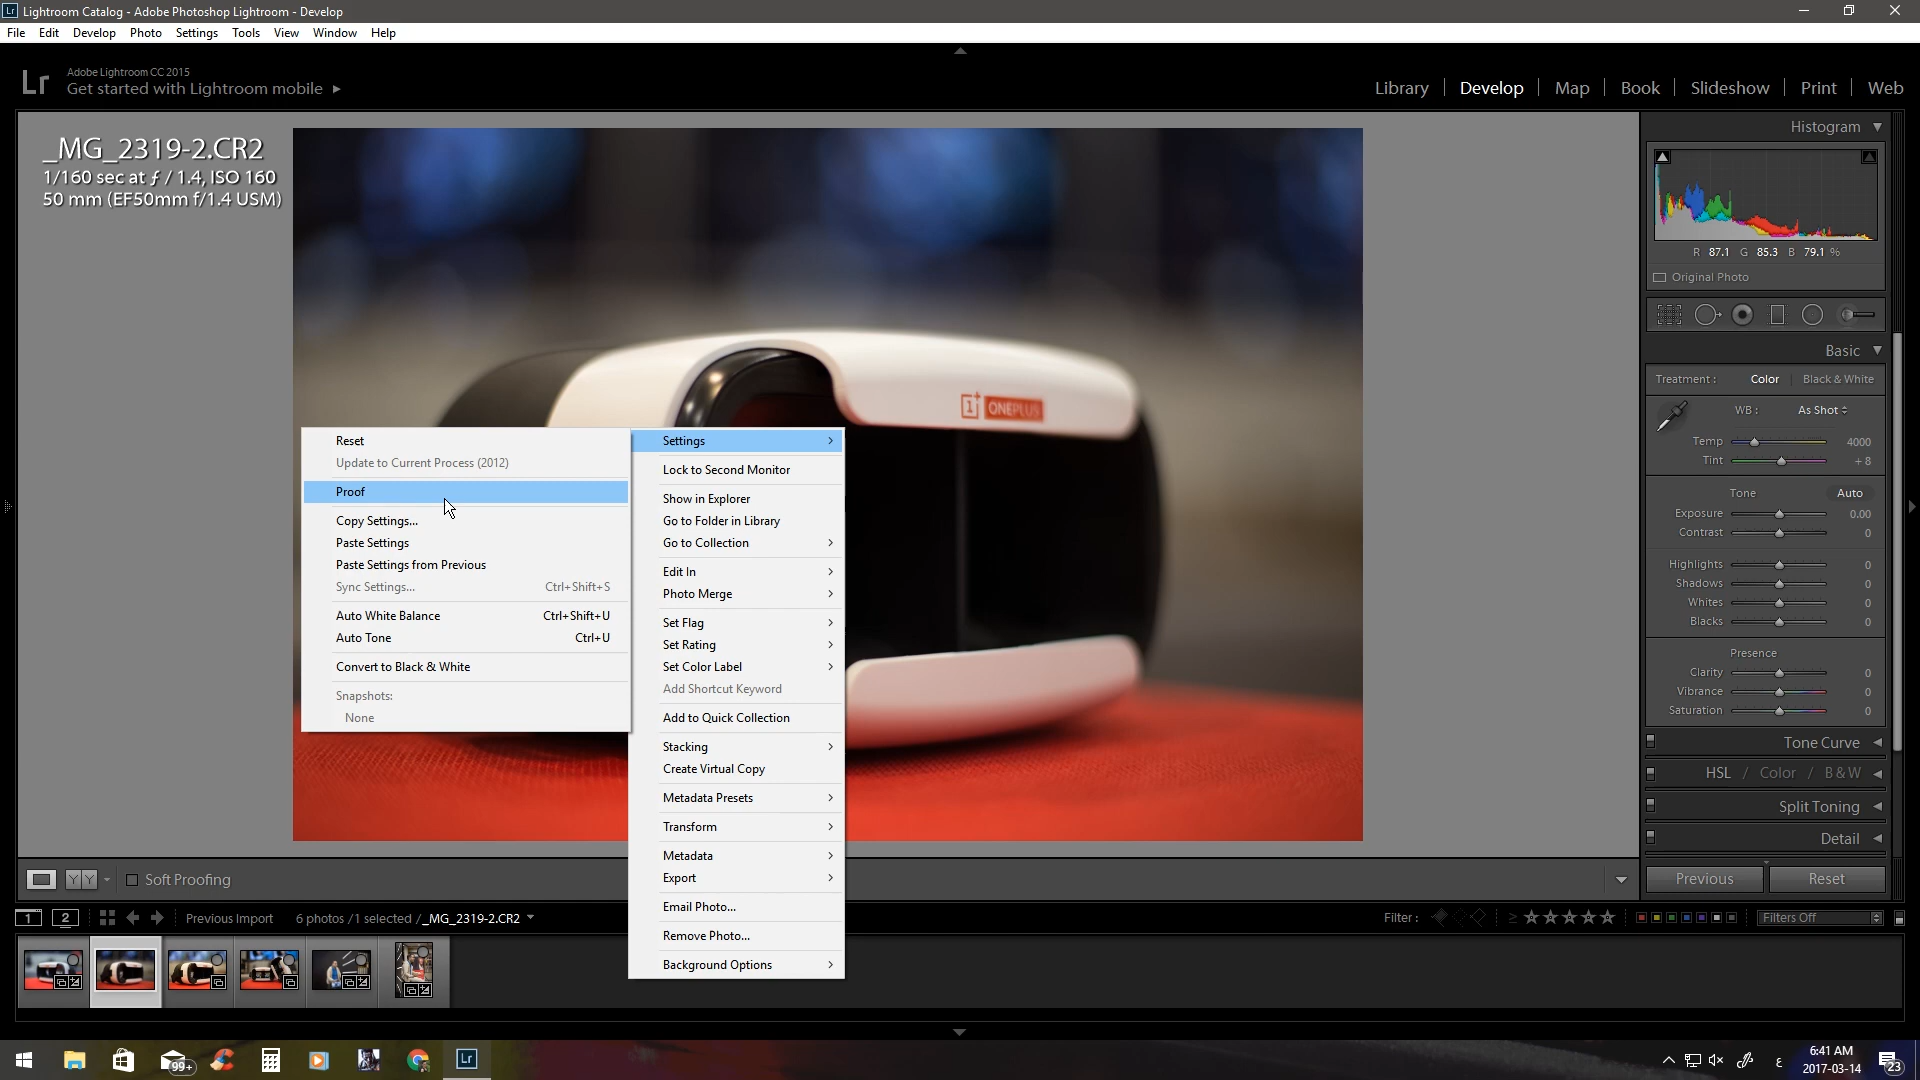 Lr Lightroom Catalog - Adobe Photoshop Lightroom - Develop
File Edit Develop Photo Settings Tools View Window Help
Lr
Adobe Lightroom CC 2015
Get started with Lightroom mobile ▶
Library | Develop | Map | Book | Slideshow | Print | Web
_MG_2319-2.CR2
1/160 sec at ƒ / 1.4, ISO 160
50 mm (EF50mm f/1.4 USM)
1+ ONEPLUS
Reset
Update to Current Process (2012)
Proof
Copy Settings...
Paste Settings
Paste Settings from Previous
Sync Settings... Ctrl+Shift+S
Auto White Balance Ctrl+Shift+U
Auto Tone Ctrl+U
Convert to Black & White
Snapshots:
None
Settings
Lock to Second Monitor
Show in Explorer
Go to Folder in Library
Go to Collection
Edit In
Photo Merge
Set Flag
Set Rating
Set Color Label
Add Shortcut Keyword
Add to Quick Collection
Stacking
Create Virtual Copy
Metadata Presets
Transform
Metadata
Export
Email Photo...
Remove Photo...
Background Options
Histogram
R 87.1 G 85.3 B 79.1 %
Original Photo
Basic
Treatment : Color | Black & White
WB : As Shot
Temp 4000
Tint + 8
Tone Auto
Exposure 0.00
Contrast 0
Highlights 0
Shadows 0
Whites 0
Blacks 0
Presence
Clarity 0
Vibrance 0
Saturation 0
Tone Curve
HSL / Color / B & W
Split Toning
Detail
Previous Reset
YY Soft Proofing
1 2 Previous Import 6 photos / 1 selected / _MG_2319-2.CR2 Filter : ≥ Filters Off
99+ Lr ع 6:41 AM 23
2017-03-14